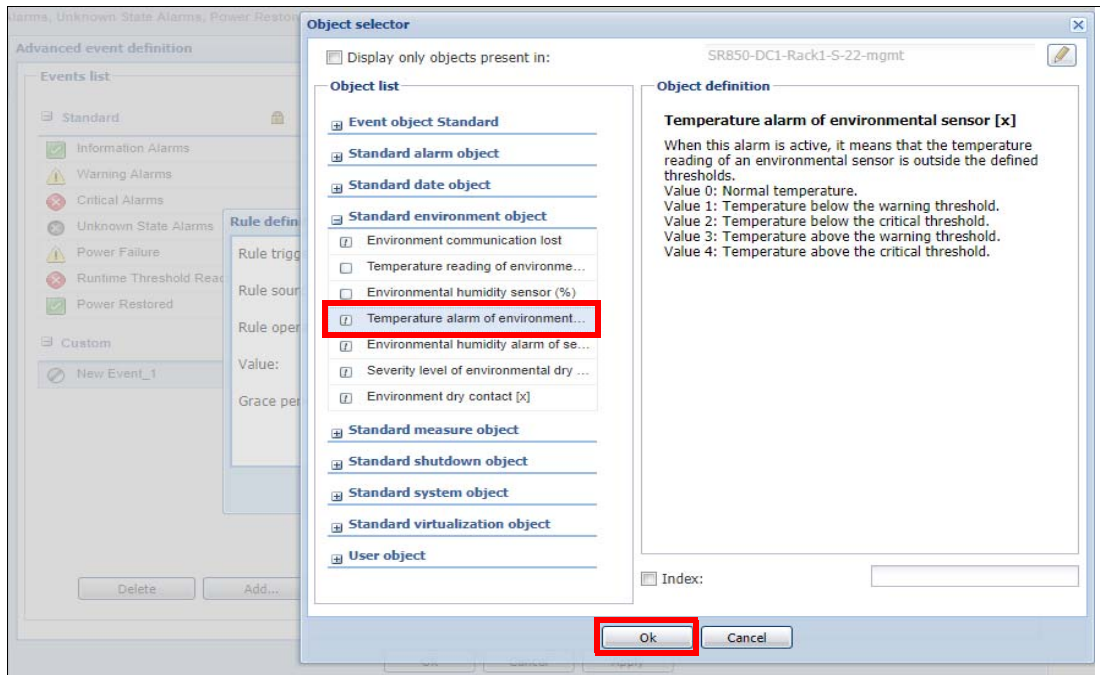 Alarms, Unknown State Alarms, Power Restor
Advanced event definition
Events list
Standard
Information Alarms
Warning Alarms
Critical Alarms
Unknown State Alarms
Power Failure
Runtime Threshold Reac
Power Restored
Custom
New Event_1
Delete
Add...
Rule defin
Rule trigg
Rule sour
Rule oper
Value:
Grace per
Object selector
Display only objects present in:
SR850-DC1-Rack1-S-22-mgmt
Object list
Event object Standard
Standard alarm object
Standard date object
Standard environment object
Environment communication lost
Temperature reading of environme...
Environmental humidity sensor (%)
Temperature alarm of environment...
Environmental humidity alarm of se...
Severity level of environmental dry ...
Environment dry contact [x]
Standard measure object
Standard shutdown object
Standard system object
Standard virtualization object
User object
Object definition
Temperature alarm of environmental sensor [x]
When this alarm is active, it means that the temperature
reading of an environmental sensor is outside the defined
thresholds.
Value 0: Normal temperature.
Value 1: Temperature below the warning threshold.
Value 2: Temperature below the critical threshold.
Value 3: Temperature above the warning threshold.
Value 4: Temperature above the critical threshold.
Index:
Ok
Cancel
Ok
Cancel
Apply